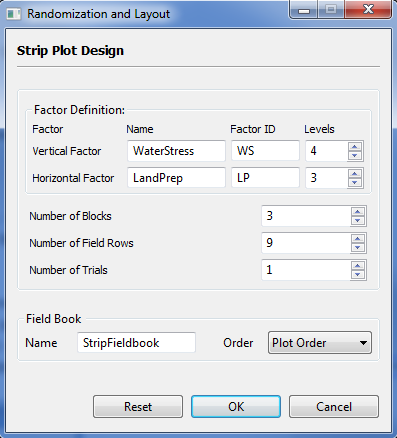 Randomization and Layout
Strip Plot Design
Factor Definition:
Factor Name Factor ID Levels
Vertical Factor WaterStress WS 4
Horizontal Factor LandPrep LP 3
Number of Blocks 3
Number of Field Rows 9
Number of Trials 1
Field Book
Name StripFieldbook Order Plot Order
Reset OK Cancel